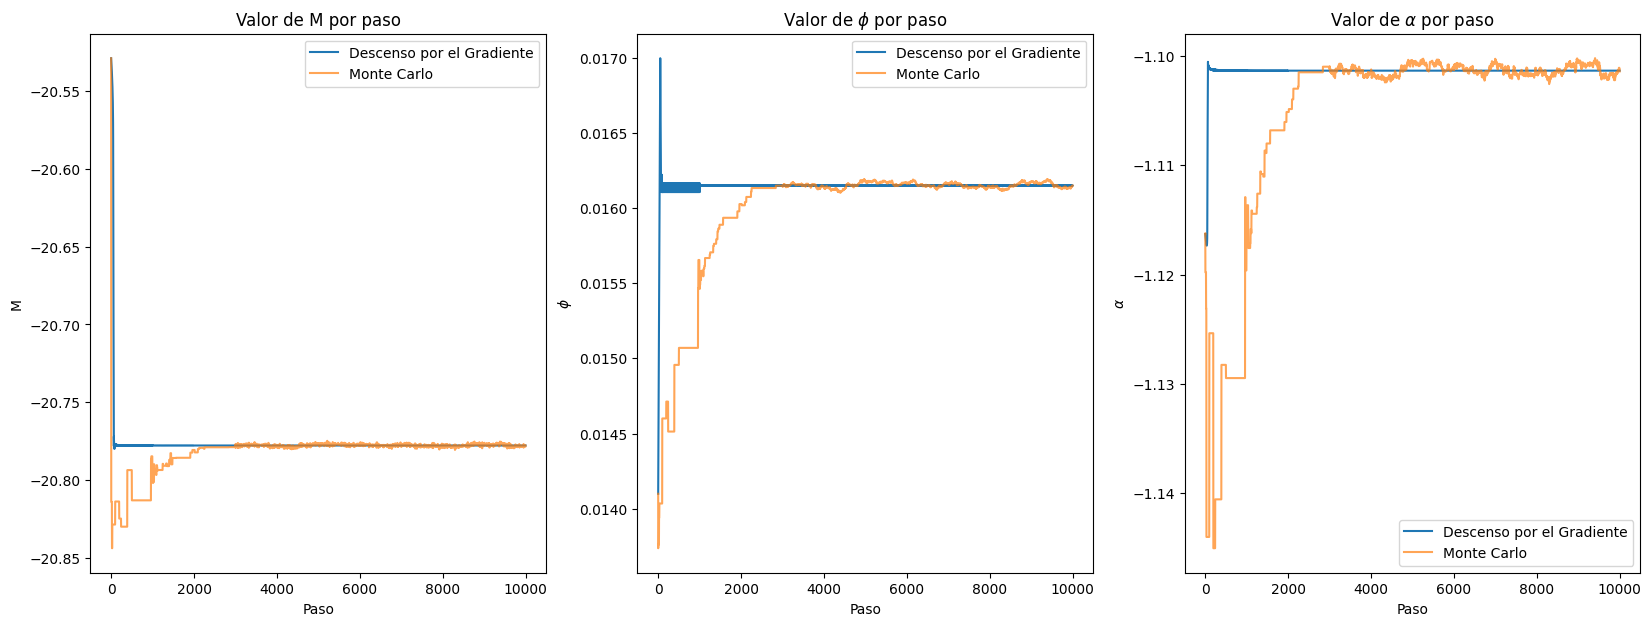 Valor de M por paso
Descenso por el Gradiente
Monte Carlo
−20.55
−20.60
−20.65
−20.70
−20.75
−20.80
−20.85
M
0
2000
4000
6000
8000
10000
Paso
Valor de ϕ por paso
Descenso por el Gradiente
Monte Carlo
0.0170
0.0165
0.0160
0.0155
0.0150
0.0145
0.0140
ϕ
0
2000
4000
6000
8000
10000
Paso
Valor de α por paso
−1.10
−1.11
−1.12
−1.13
−1.14
α
Descenso por el Gradiente
Monte Carlo
0
2000
4000
6000
8000
10000
Paso